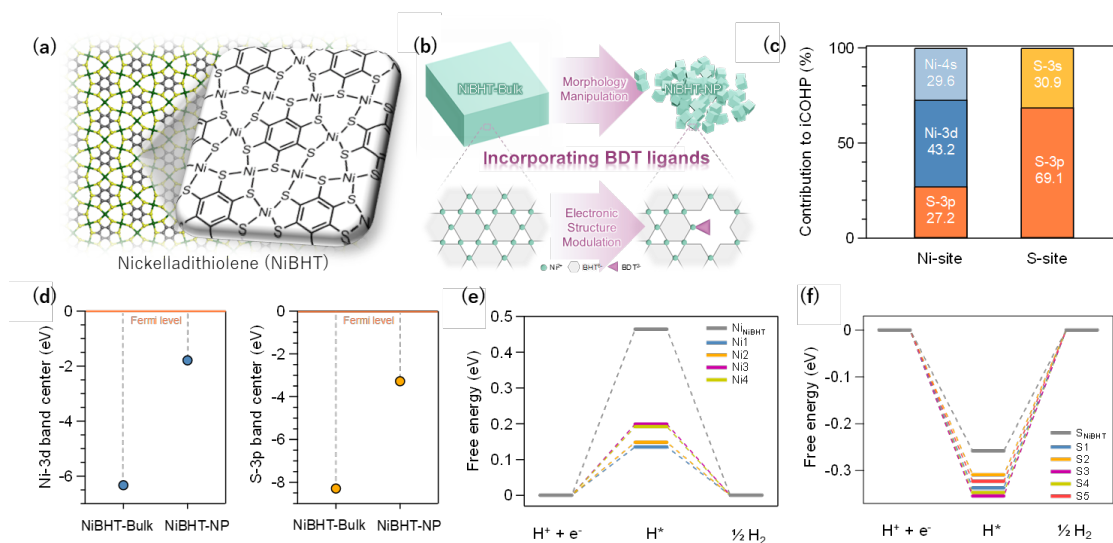 (a)
Ni
S
Nickelladithiolene (NiBHT)
(b)
NiBHT-Bulk
Morphology
Manipulation
NiBHT-NP
Incorporating BDT ligands
Electronic
Structure
Modulation
Ni²⁺
BHT
BDT
(c)
Contribution to iCOHP (%)
100
50
0
Ni-4s
29.6
Ni-3d
43.2
S-3p
27.2
S-3s
30.9
S-3p
69.1
Ni-site
S-site
(d)
Ni-3d band center (eV)
0
-2
-4
-6
Fermi level
NiBHT-Bulk
NiBHT-NP
S-3p band center (eV)
0
-2
-4
-6
-8
Fermi level
NiBHT-Bulk
NiBHT-NP
(e)
Free energy (eV)
0.5
0.4
0.3
0.2
0.1
0
Ni_NiBHT
Ni1
Ni2
Ni3
Ni4
H⁺ + e⁻
H*
½ H₂
(f)
Free energy (eV)
0
-0.1
-0.2
-0.3
S_NiBHT
S1
S2
S3
S4
S5
H⁺ + e⁻
H*
½ H₂